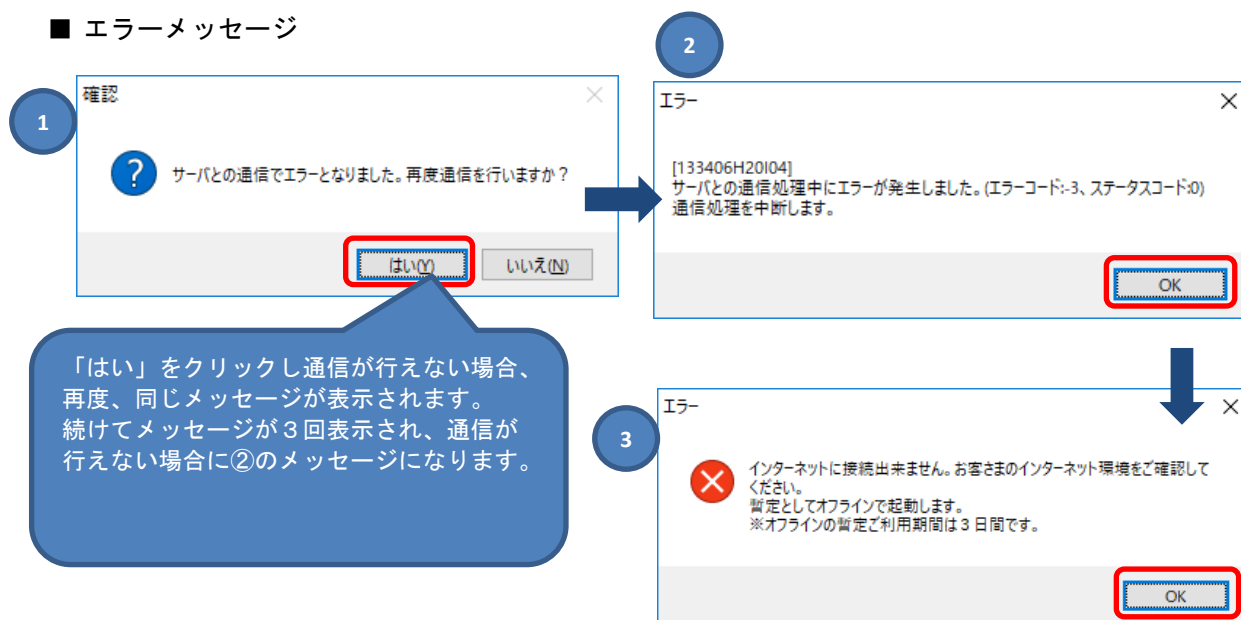 ■ エラーメッセージ
1
確認
サーバとの通信でエラーとなりました。再度通信を行いますか？
はい(Y)
いいえ(N)
「はい」をクリックし通信が行えない場合、
再度、同じメッセージが表示されます。
続けてメッセージが３回表示され、通信が
行えない場合に②のメッセージになります。
2
エラー
[133406H20I04]
サーバとの通信処理中にエラーが発生しました。(エラーコード:-3、ステータスコード:0)
通信処理を中断します。
OK
3
エラー
インターネットに接続出来ません。お客さまのインターネット環境をご確認して
ください。
暫定としてオフラインで起動します。
※オフラインの暫定ご利用期間は３日間です。
OK